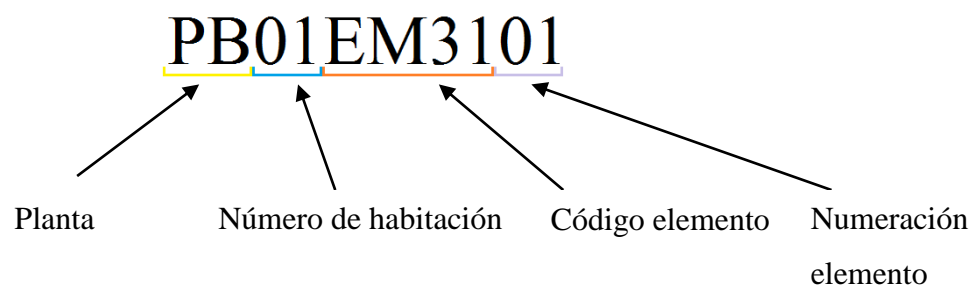 PB01EM3101
Planta Número de habitación Código elemento Numeración
elemento